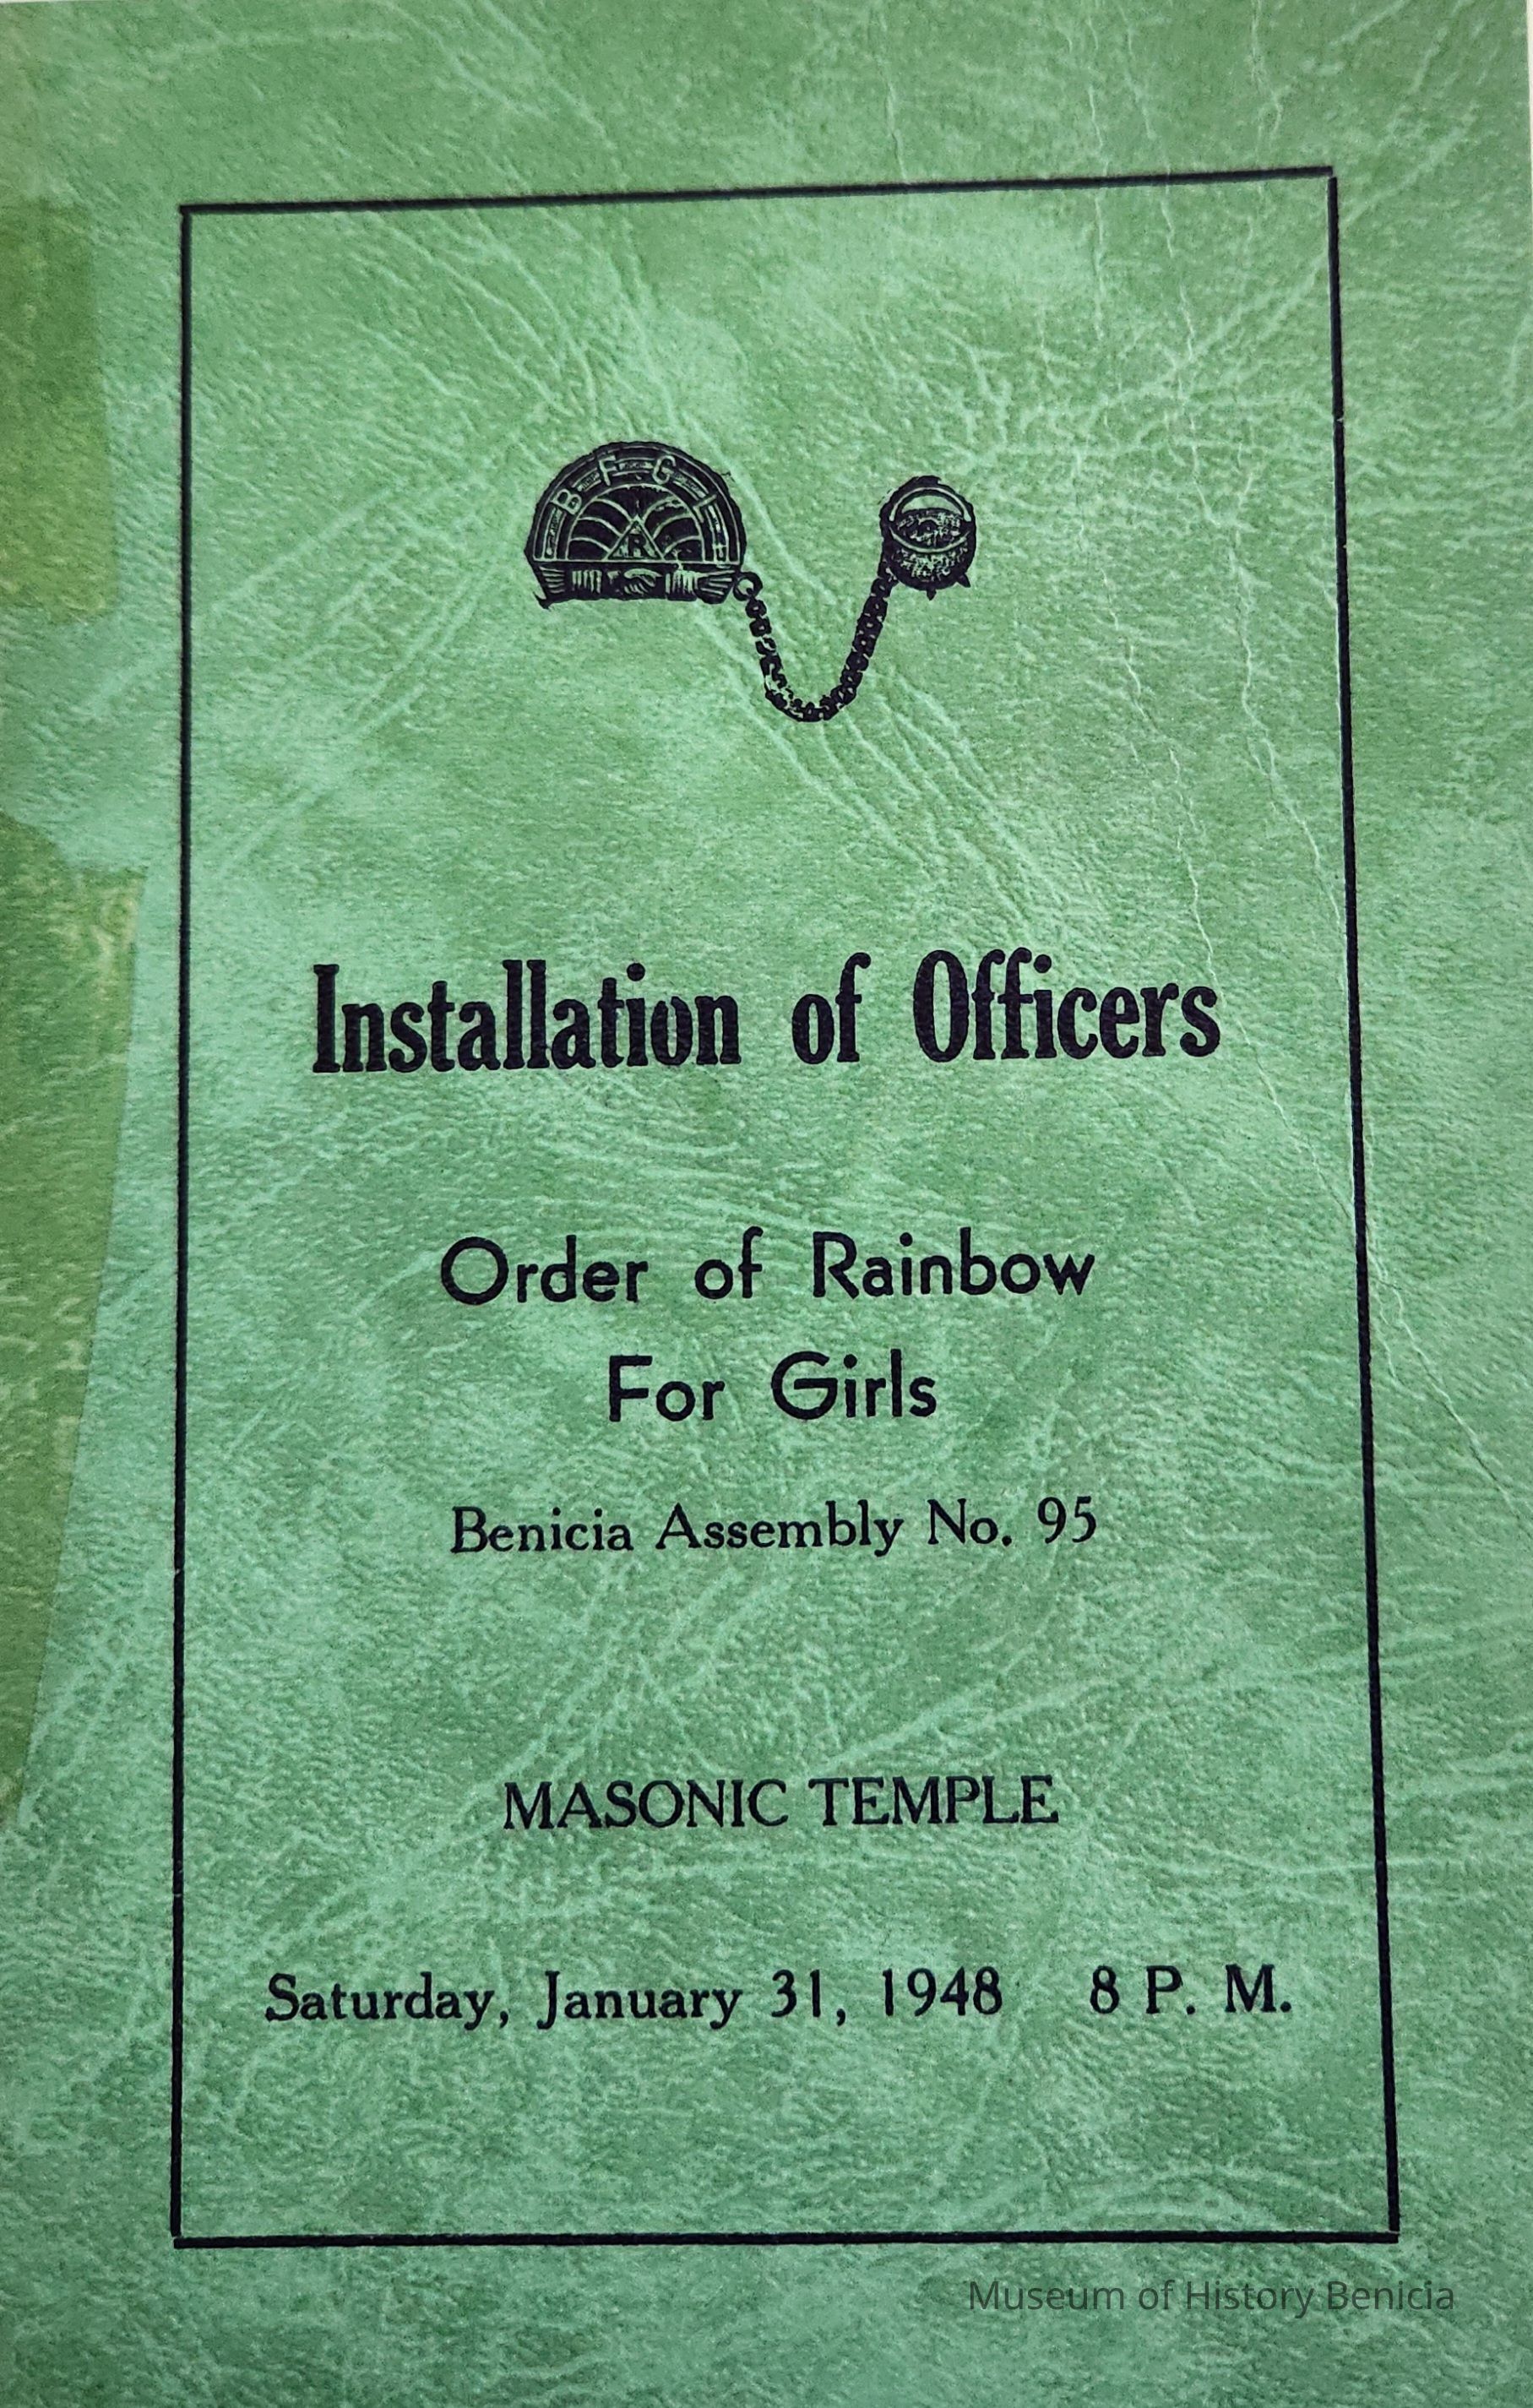 B F C L
R
Installation of Officers
Order of Rainbow
For Girls
Benicia Assembly No. 95
MASONIC TEMPLE
Saturday, January 31, 1948 8 P. M.
Museum of History Benicia